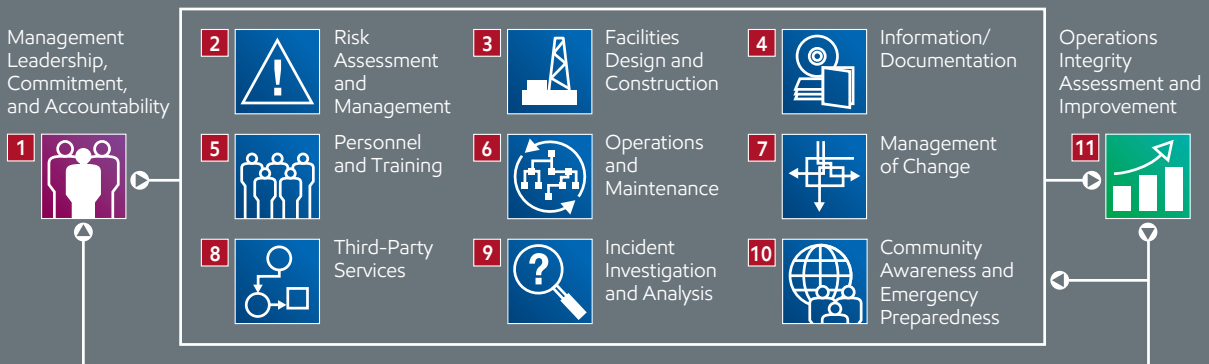 1
Management
Leadership,
Commitment,
and Accountability
2
Risk
Assessment
and
Management
3
Facilities
Design and
Construction
4
Information/
Documentation
5
Personnel
and Training
6
Operations
and
Maintenance
7
Management
of Change
8
Third-Party
Services
9
Incident
Investigation
and Analysis
?
10
Community
Awareness and
Emergency
Preparedness
11
Operations
Integrity
Assessment and
Improvement